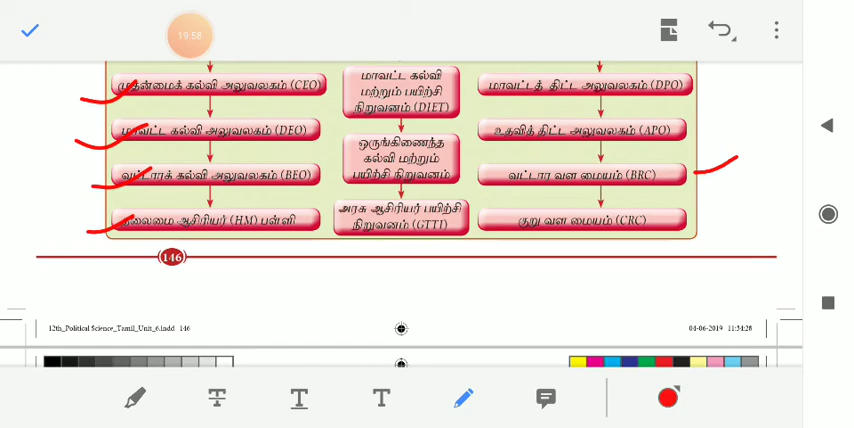 19:58
முதன்மைக் கல்வி அலுவலகம் (CEO)
மாவட்ட கல்வி அலுவலகம் (DEO)
வட்டாரக் கல்வி அலுவலகம் (BEO)
தலைமை ஆசிரியர் (HM) பள்ளி
மாவட்ட கல்வி
மற்றும் பயிற்சி
நிறுவனம் (DIET)
ஒருங்கிணைந்த
கல்வி மற்றும்
பயிற்சி நிறுவனம்
அரசு ஆசிரியர் பயிற்சி
நிறுவனம் (GTTI)
மாவட்டத் திட்ட அலுவலகம் (DPO)
உதவித் திட்ட அலுவலகம் (APO)
வட்டார வள மையம் (BRC)
குறு வள மையம் (CRC)
146
12th_Political Science_Tamil_Unit_6.indd 146
04-06-2019 11:34:28
T T T